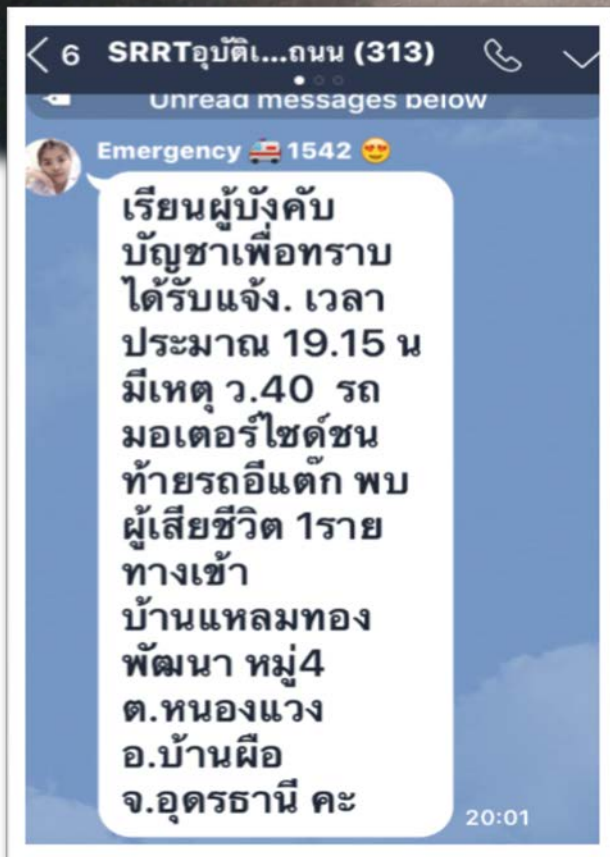 6 SRRTอุบัติเ...ถนน (313)
Unread messages below
Emergency 🚑 1542 😍
เรียนผู้บังคับ
บัญชาเพื่อทราบ
ได้รับแจ้ง. เวลา
ประมาณ 19.15 น
มีเหตุ ว.40 รถ
มอเตอร์ไซด์ชน
ท้ายรถอีแต๊ก พบ
ผู้เสียชีวิต 1ราย
ทางเข้า
บ้านแหลมทอง
พัฒนา หมู่4
ต.หนองแวง
อ.บ้านผือ
จ.อุดรธานี คะ
20:01